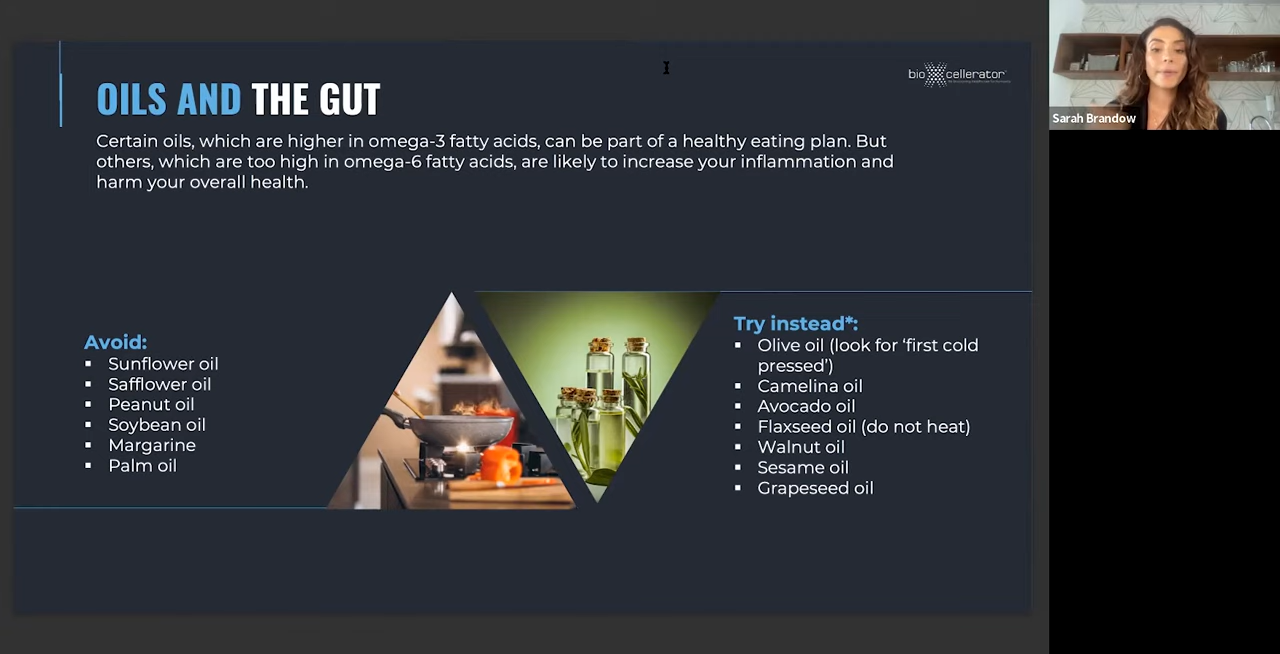 OILS AND THE GUT
bio cellerator
Certain oils, which are higher in omega-3 fatty acids, can be part of a healthy eating plan. But
others, which are too high in omega-6 fatty acids, are likely to increase your inflammation and
harm your overall health.
Avoid:
▪ Sunflower oil
▪ Safflower oil
▪ Peanut oil
▪ Soybean oil
▪ Margarine
▪ Palm oil
Try instead*:
▪ Olive oil (look for ‘first cold
pressed’)
▪ Camelina oil
▪ Avocado oil
▪ Flaxseed oil (do not heat)
▪ Walnut oil
▪ Sesame oil
▪ Grapeseed oil
Sarah Brandow